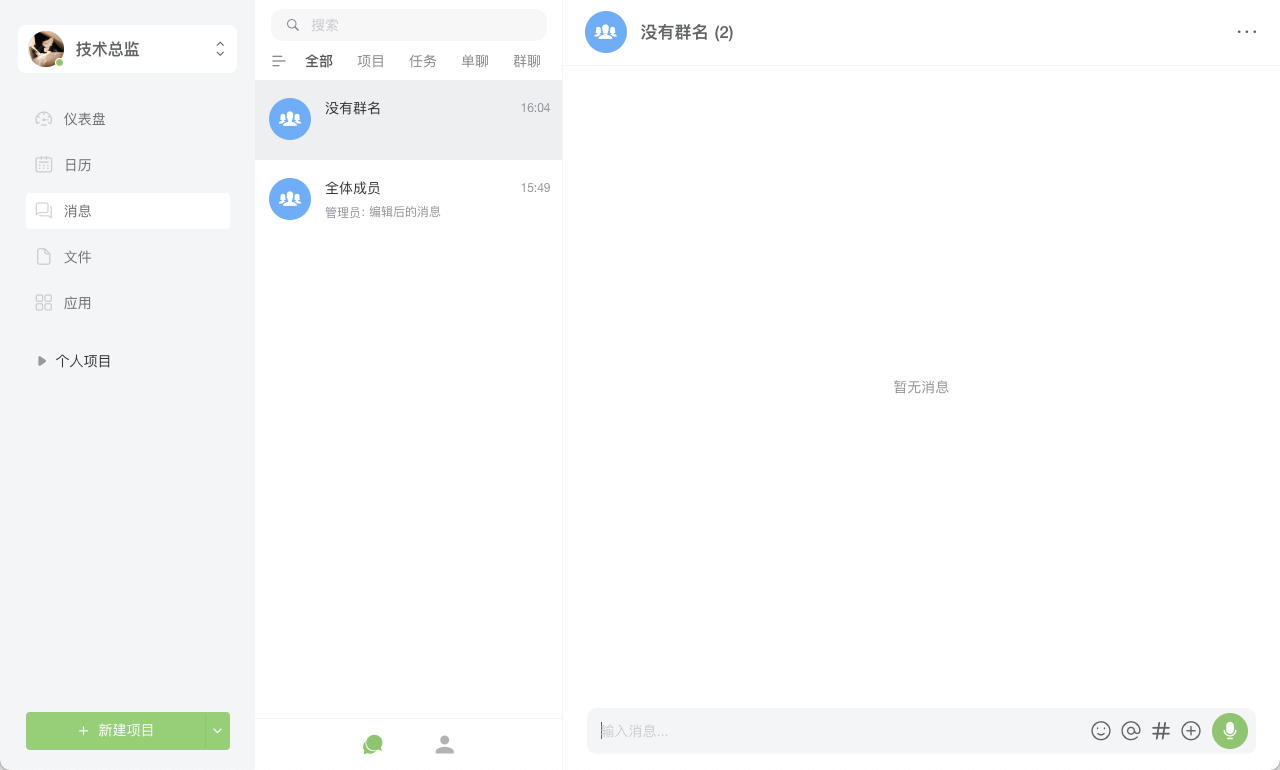 技术总监
仪表盘
日历
消息
文件
应用
个人项目
新建项目
搜索
全部 项目 任务 单聊 群聊
没有群名 16:04
全体成员 15:49
管理员: 编辑后的消息
没有群名 (2)
暂无消息
输入消息...